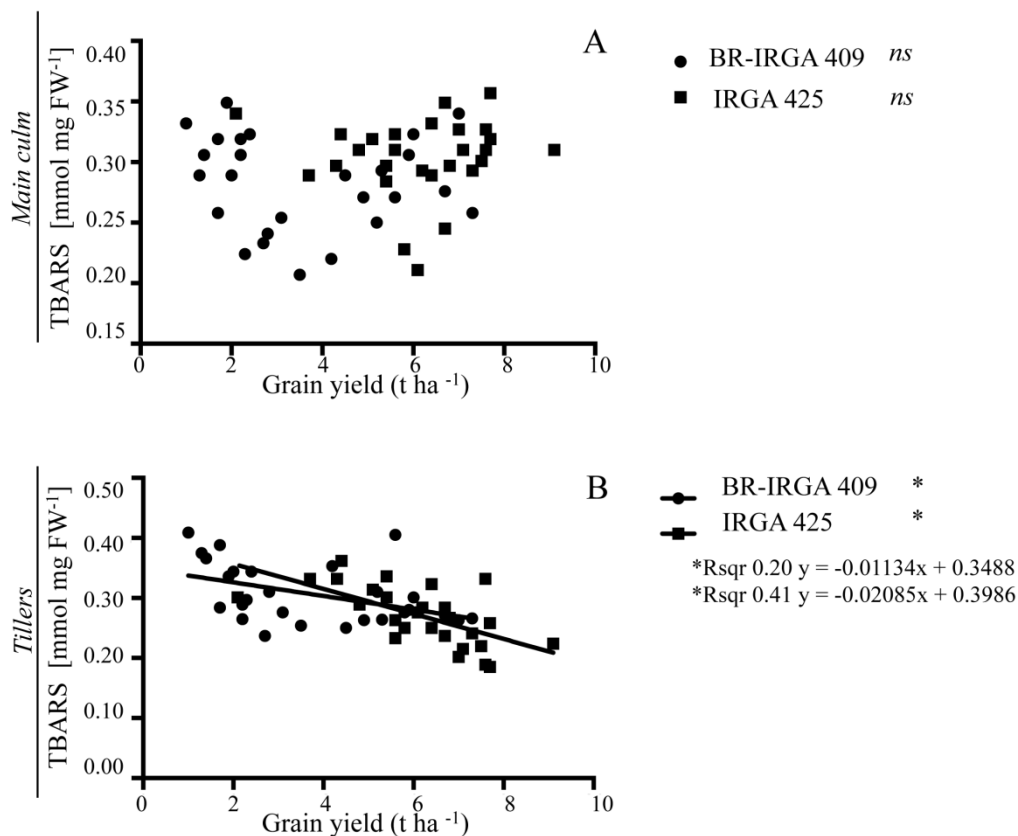 A
BR-IRGA 409 ns
IRGA 425 ns
Main culm
TBARS [mmol mg FW⁻¹]
0.40
0.35
0.30
0.25
0.20
0.15
0 2 4 6 8 10
Grain yield (t ha ⁻¹)
B
BR-IRGA 409 *
IRGA 425 *
*Rsqr 0.20 y = -0.01134x + 0.3488
*Rsqr 0.41 y = -0.02085x + 0.3986
Tillers
TBARS [mmol mg FW⁻¹]
0.50
0.40
0.30
0.20
0.10
0.00
0 2 4 6 8 10
Grain yield (t ha ⁻¹)